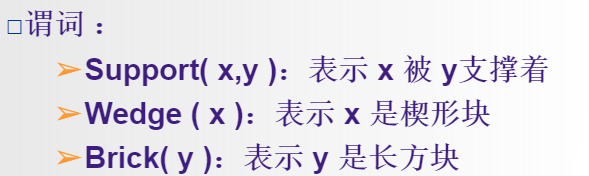 □谓词：
➢Support( x,y )：表示 x 被 y支撑着
➢Wedge ( x )：表示 x 是楔形块
➢Brick( y )：表示 y 是长方块